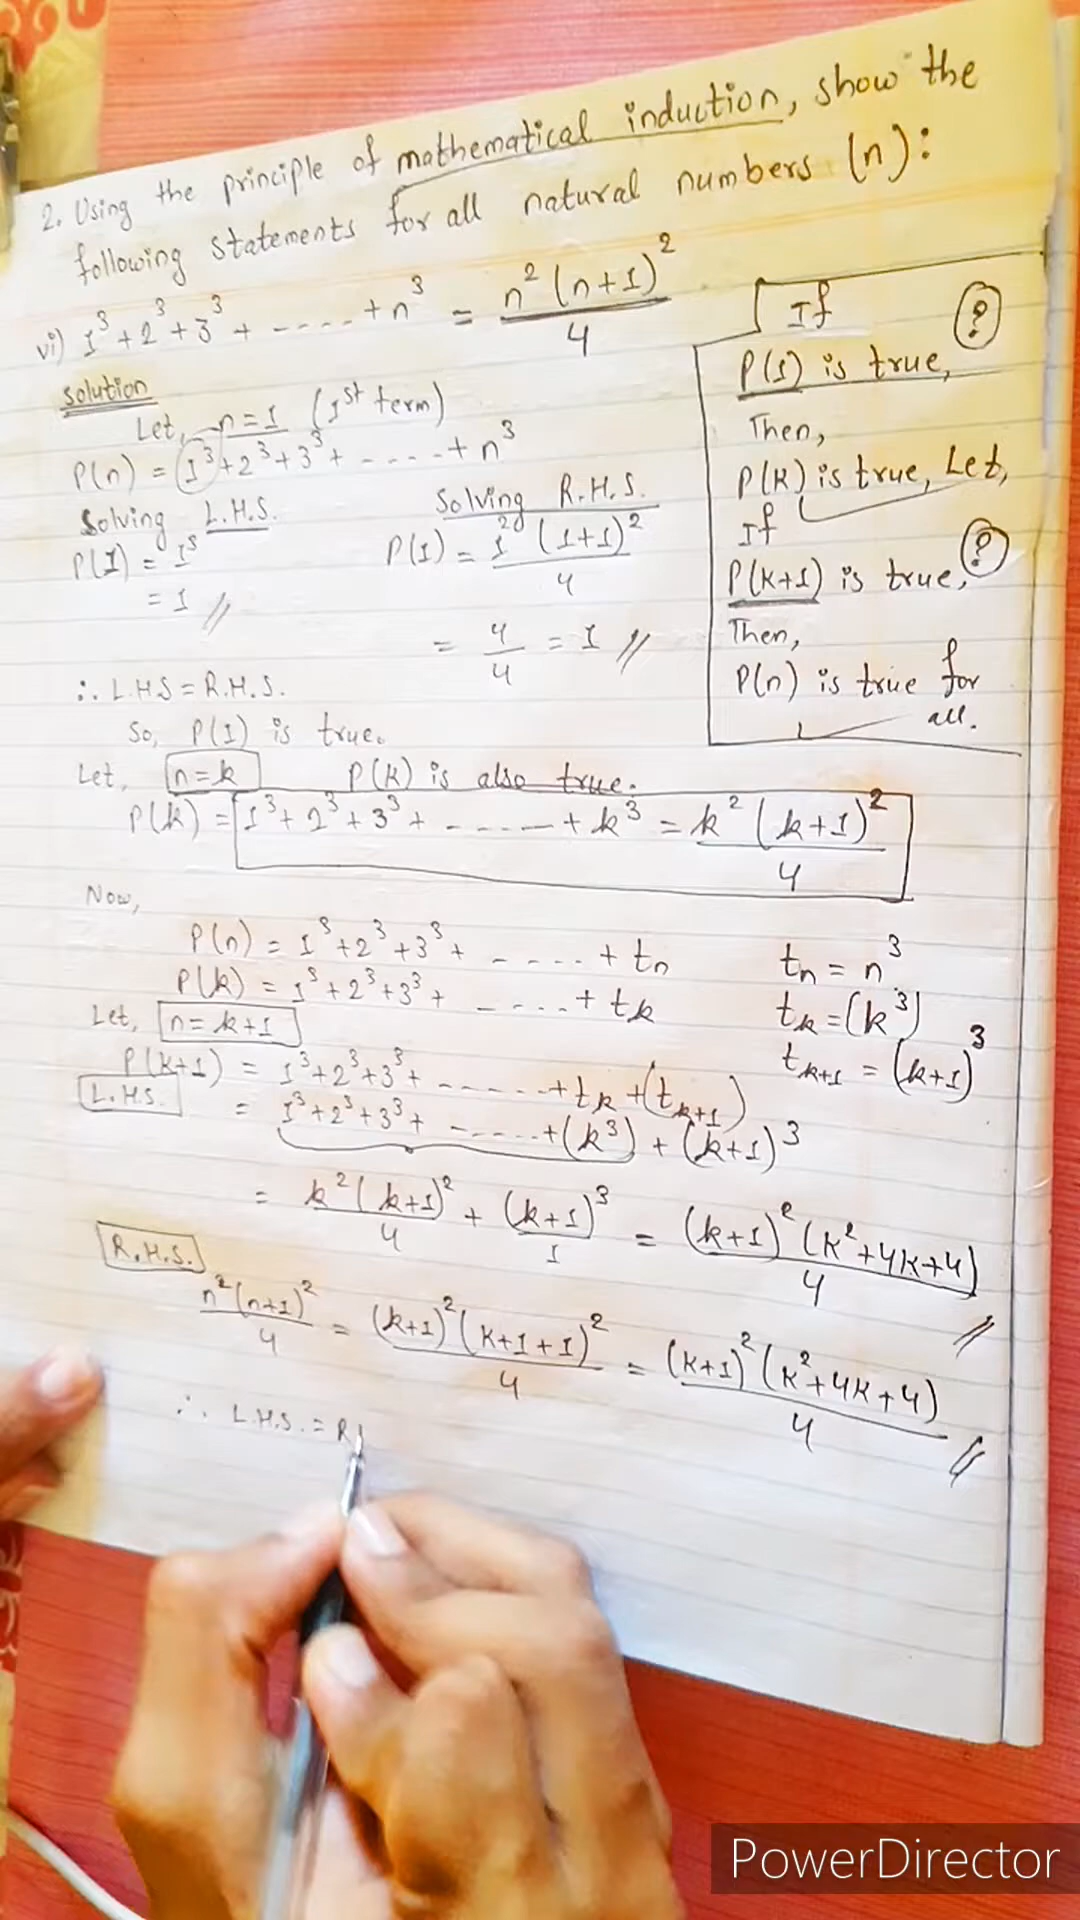 2. Using the principle of mathematical induction, show the
following statements for all natural numbers (n):
vi) 1³ + 2³ + 3³ + ----- + n³ = n²(n+1)²/4
Solution
Let, n=1 (1st term)
P(n) = 1³+2³+3³+ ----- + n³
Solving L.H.S.
P(1) = 1³
= 1 //
Solving R.H.S.
P(1) = 1²(1+1)²/4
= 4/4 = 1 //
∴ L.H.S = R.H.S.
So, P(1) is true.
If ?
P(1) is true,
Then,
P(k) is true, Let,
If ?
P(k+1) is true,
Then,
P(n) is true for
all.
Let, n=k P(k) is also true.
P(k) = 1³+2³+3³+ ----- + k³ = k²(k+1)²/4
Now,
P(n) = 1³+2³+3³+ ----- + tn
P(k) = 1³+2³+3³+ ----- + tk
tn = n³
tk = (k³)
tk+1 = (k+1)³
Let, n=k+1
P(k+1) = 1³+2³+3³+ ------ + tk + (tk+1)
L.H.S.
= 1³+2³+3³+ ----- + (k³) + (k+1)³
= k²(k+1)²/4 + (k+1)³/1 = (k+1)²(k²+4k+4)/4 //
R.H.S.
n²(n+1)²/4 = (k+1)²(k+1+1)²/4 = (k+1)²(k²+4k+4)/4 //
∴ L.H.S. = R
PowerDirector